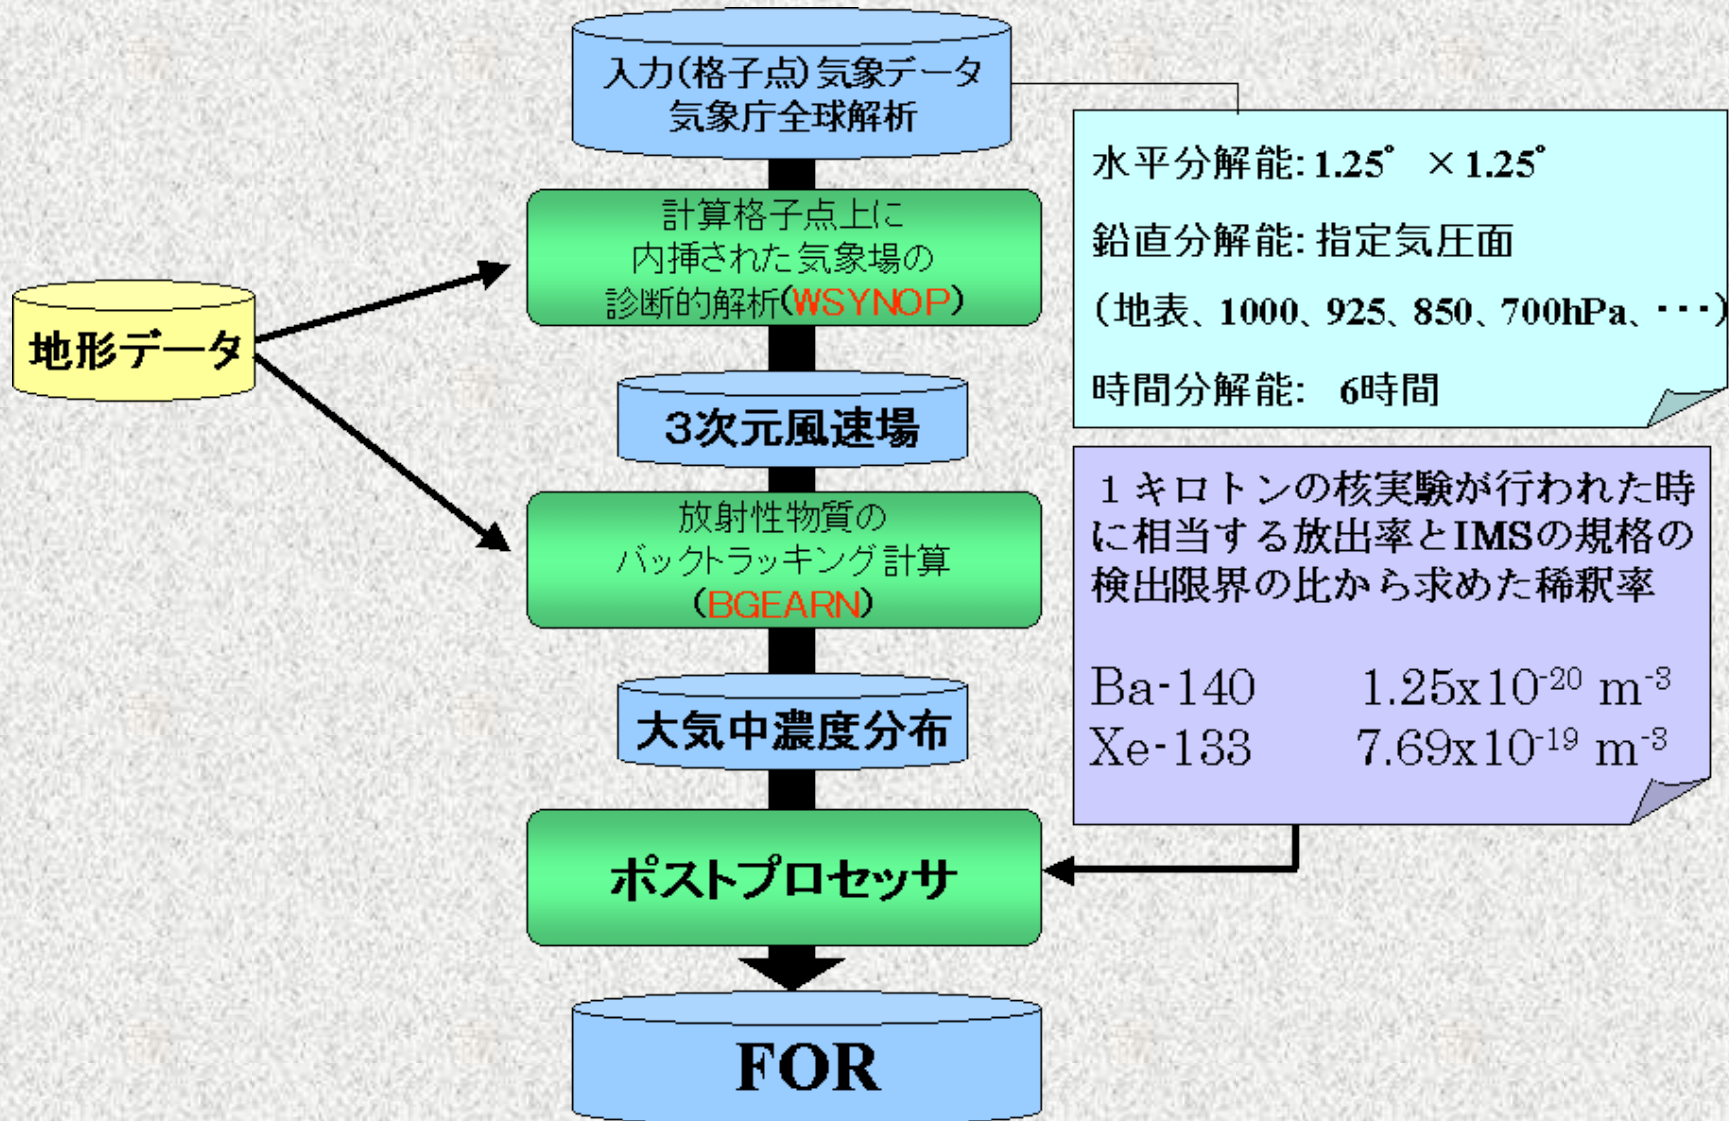 入力(格子点)気象データ
気象庁全球解析
水平分解能:1.25° ×1.25°
鉛直分解能:指定気圧面
(地表、1000、925、850、700hPa、・・・)
時間分解能: 6時間
計算格子点上に
内挿された気象場の
診断的解析(WSYNOP)
地形データ
3次元風速場
放射性物質の
バックトラッキング計算
(BGEARN)
1キロトンの核実験が行われた時
に相当する放出率とIMSの規格の
検出限界の比から求めた稀釈率
Ba-140 1.25x10⁻²⁰ m⁻³
Xe-133 7.69x10⁻¹⁹ m⁻³
大気中濃度分布
ポストプロセッサ
FOR